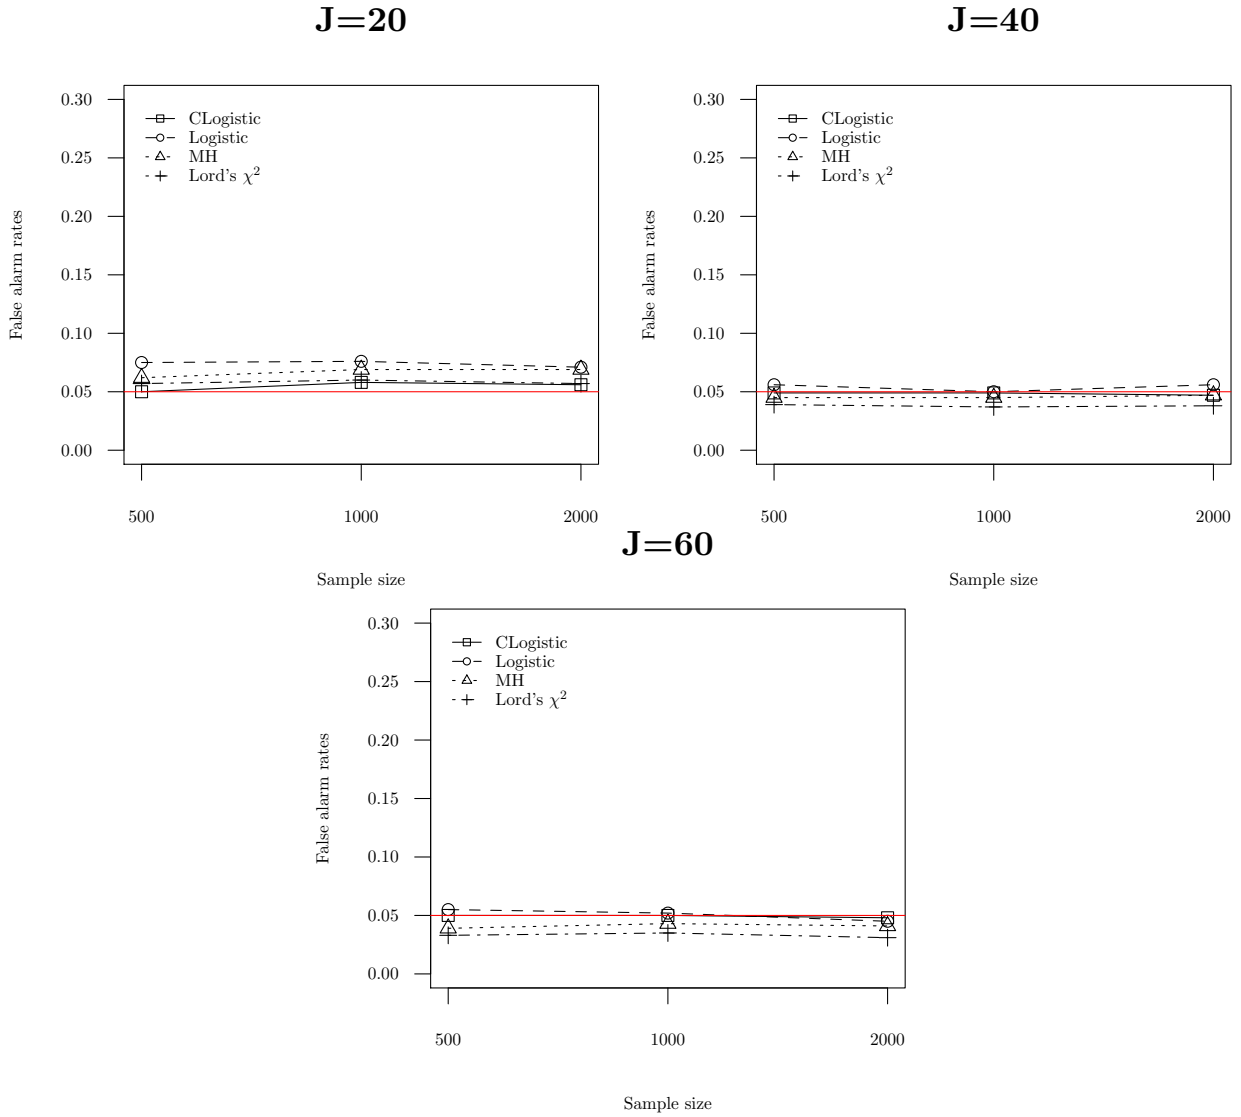 J=20
0.30
0.25
0.20
0.15
0.10
0.05
0.00
False alarm rates
CLogistic
Logistic
MH
Lord's χ²
500 1000 2000
Sample size
J=40
0.30
0.25
0.20
0.15
0.10
0.05
0.00
False alarm rates
CLogistic
Logistic
MH
Lord's χ²
500 1000 2000
Sample size
J=60
0.30
0.25
0.20
0.15
0.10
0.05
0.00
False alarm rates
CLogistic
Logistic
MH
Lord's χ²
500 1000 2000
Sample size